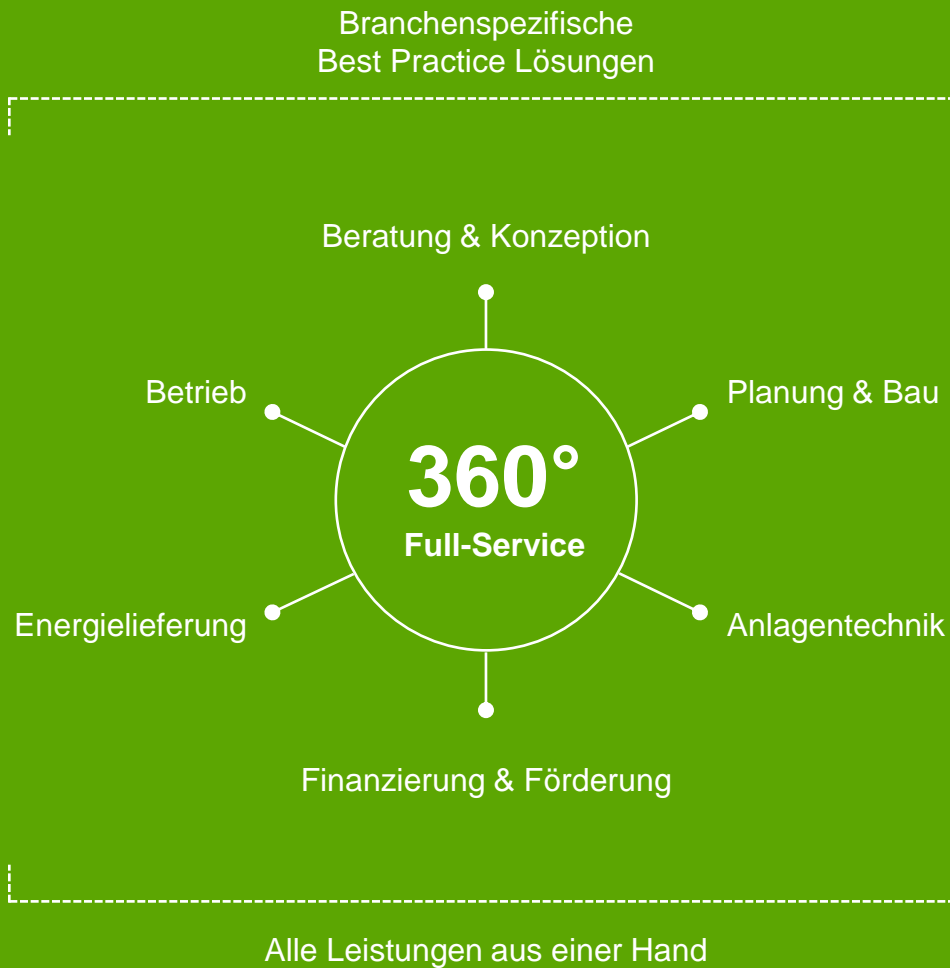 Branchenspezifische
Best Practice Lösungen
Beratung & Konzeption
Betrieb
Planung & Bau
360°
Full-Service
Energielieferung
Anlagentechnik
Finanzierung & Förderung
Alle Leistungen aus einer Hand